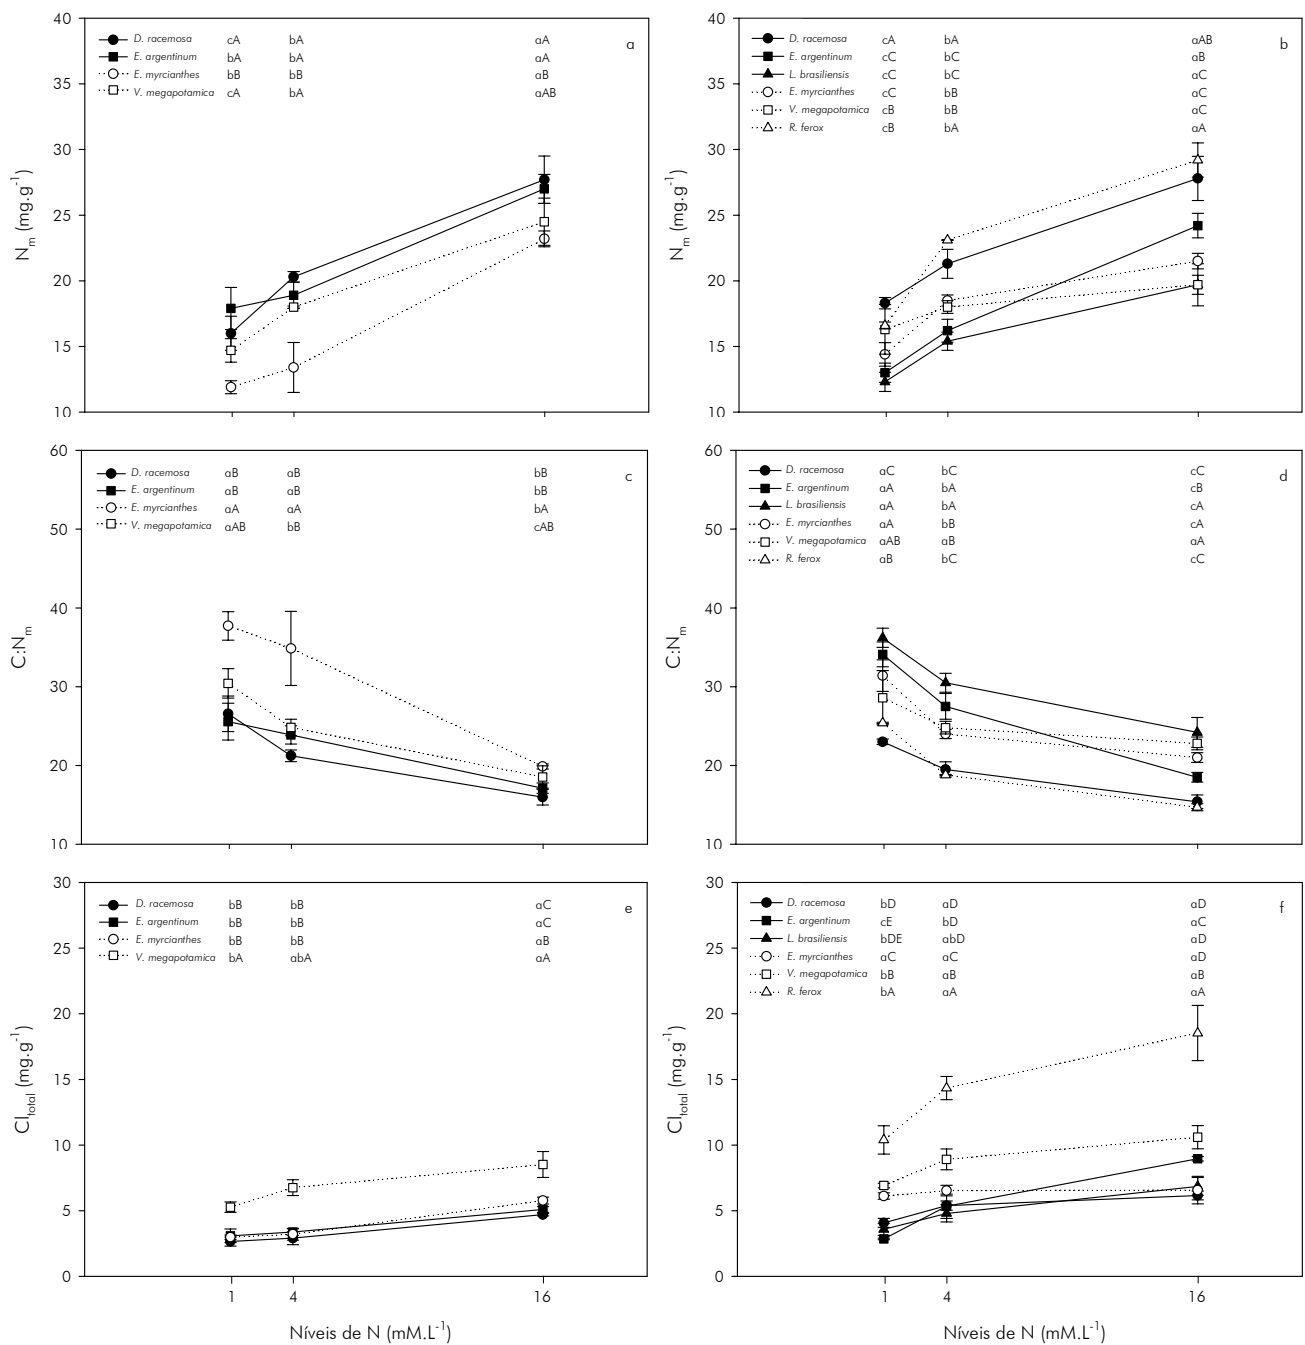 40
35
30
25
20
15
10
N_m (mg.g^-1)
D. racemosa cA bA aA
E. argentinum bA bA aA
E. myrcianthes bB bB aB
V. megapotamica cA bA aAB
a
40
35
30
25
20
15
10
N_m (mg.g^-1)
D. racemosa cA bA aAB
E. argentinum cC bC aB
L. brasiliensis cC bC aC
E. myrcianthes cC bB aC
V. megapotamica cB bB aC
R. ferox cB bA aA
b
60
50
40
30
20
10
C:N_m
D. racemosa aB aB bB
E. argentinum aB aB bB
E. myrcianthes aA aA bA
V. megapotamica aAB bB cAB
c
60
50
40
30
20
10
C:N_m
D. racemosa aC bC cC
E. argentinum aA bA cB
L. brasiliensis aA bA cA
E. myrcianthes aA bB cA
V. megapotamica aAB aB aA
R. ferox aB bC cC
d
30
25
20
15
10
5
0
Cl_total (mg.g^-1)
D. racemosa bB bB aC
E. argentinum bB bB aC
E. myrcianthes bB bB aB
V. megapotamica bA abA aA
e
1 4 16
Níveis de N (mM.L^-1)
30
25
20
15
10
5
0
Cl_total (mg.g^-1)
D. racemosa bD aD aD
E. argentinum cE bD aC
L. brasiliensis bDE abD aD
E. myrcianthes aC aC aD
V. megapotamica bB aB aB
R. ferox bA aA aA
f
1 4 16
Níveis de N (mM.L^-1)